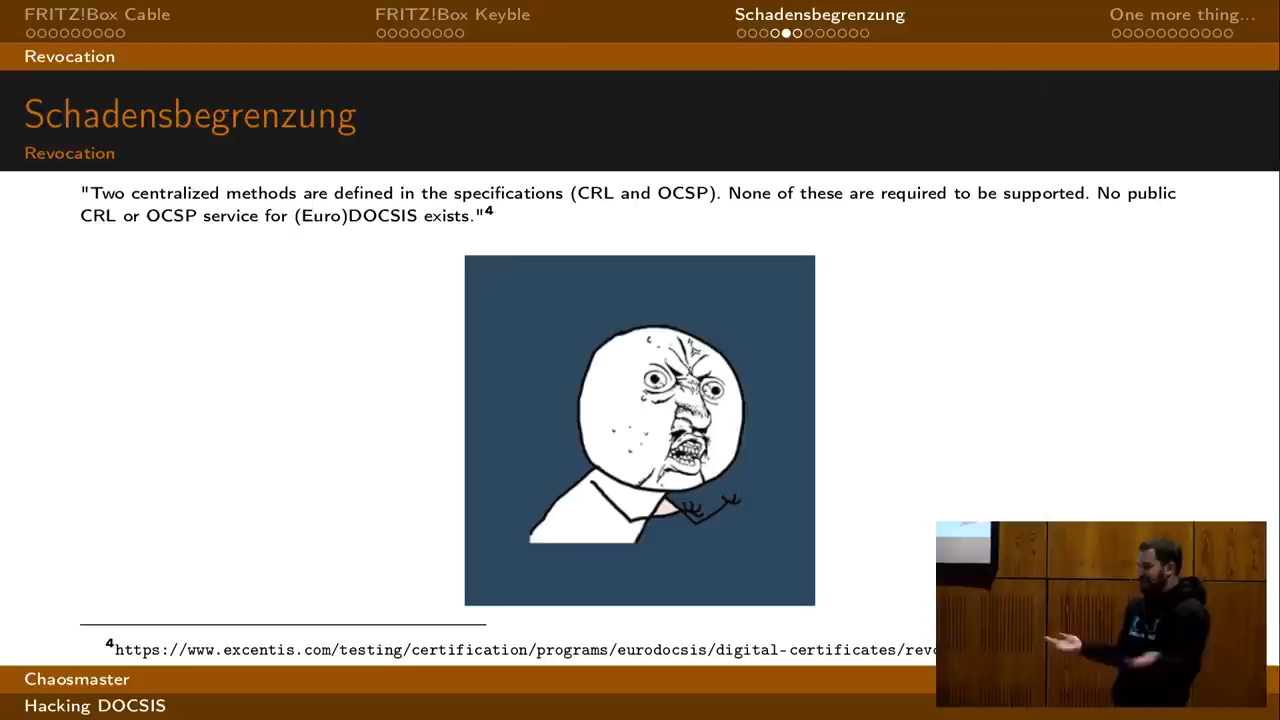 FRITZ!Box Cable
FRITZ!Box Keyble
Schadensbegrenzung
One more thing...
Revocation
Schadensbegrenzung
Revocation
"Two centralized methods are defined in the specifications (CRL and OCSP). None of these are required to be supported. No public
CRL or OCSP service for (Euro)DOCSIS exists."4
4https://www.excentis.com/testing/certification/programs/eurodocsis/digital-certificates/revo
Chaosmaster
Hacking DOCSIS